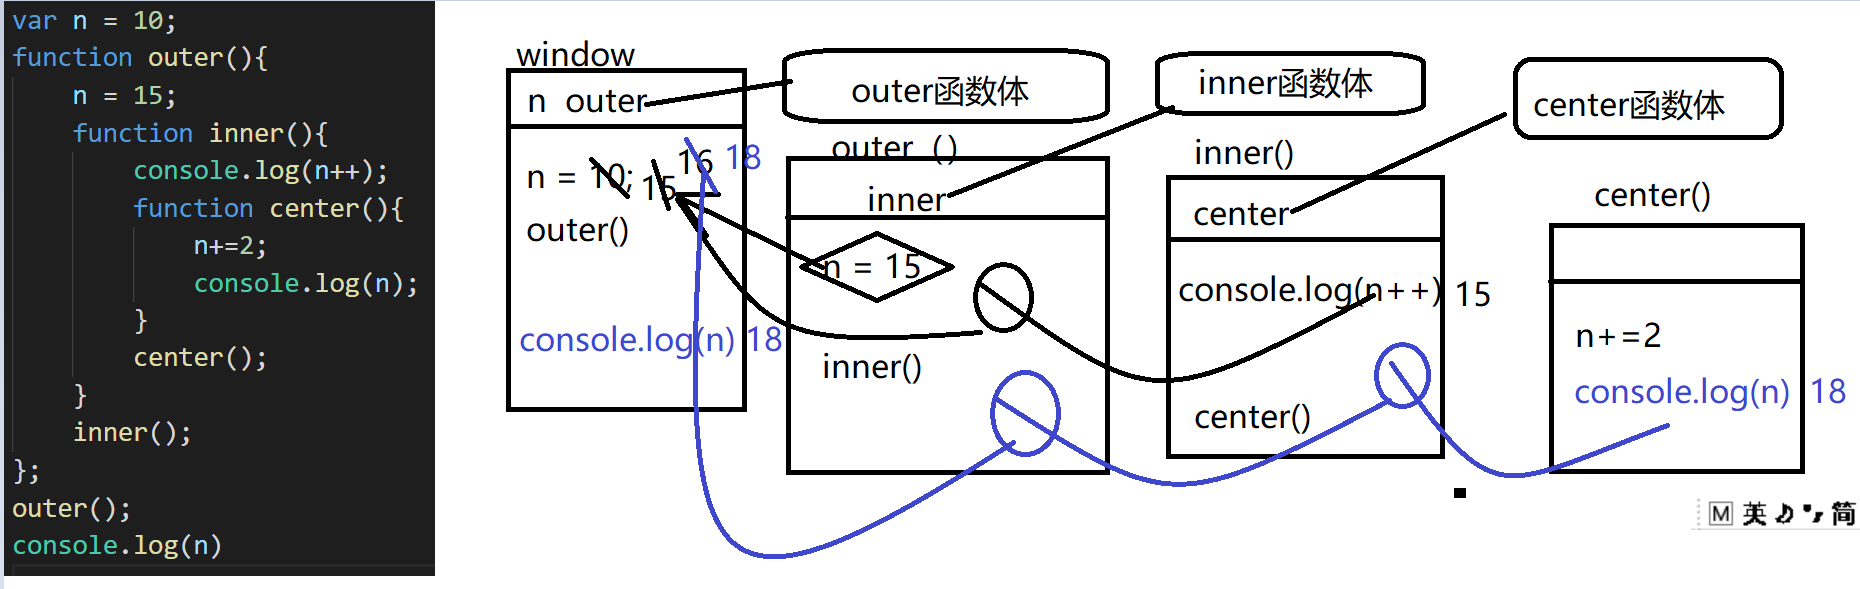 var n = 10;
function outer(){
n = 15;
function inner(){
console.log(n++);
function center(){
n+=2;
console.log(n);
}
center();
}
inner();
};
outer();
console.log(n)
window
n outer
n = 10; 15 16 18
outer()
console.log(n) 18
outer函数体
outer ()
inner
n = 15
inner()
inner函数体
inner()
center
console.log(n++) 15
center()
center函数体
center()
n+=2
console.log(n) 18
M 英 简